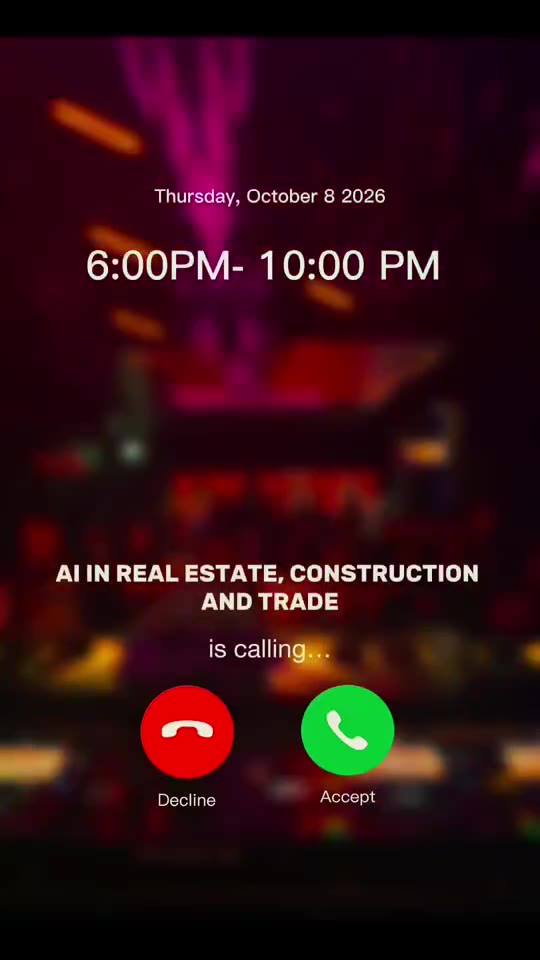 Thursday, October 8 2026
6:00PM- 10:00 PM
AI IN REAL ESTATE, CONSTRUCTION
AND TRADE
is calling...
Decline
Accept